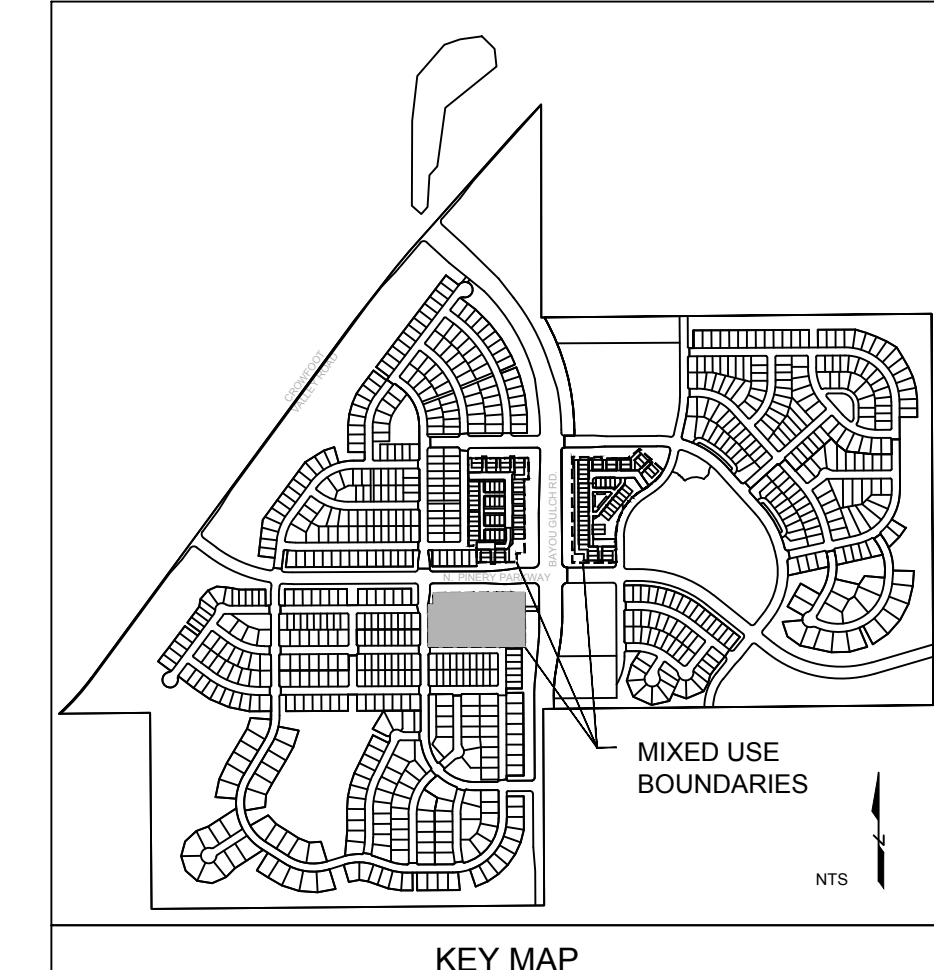 CROWFOOT
VALLEY ROAD
BAYOU GULCH RD.
N. PINERY PARKWAY
MIXED USE
BOUNDARIES
N
NTS
KEY MAP